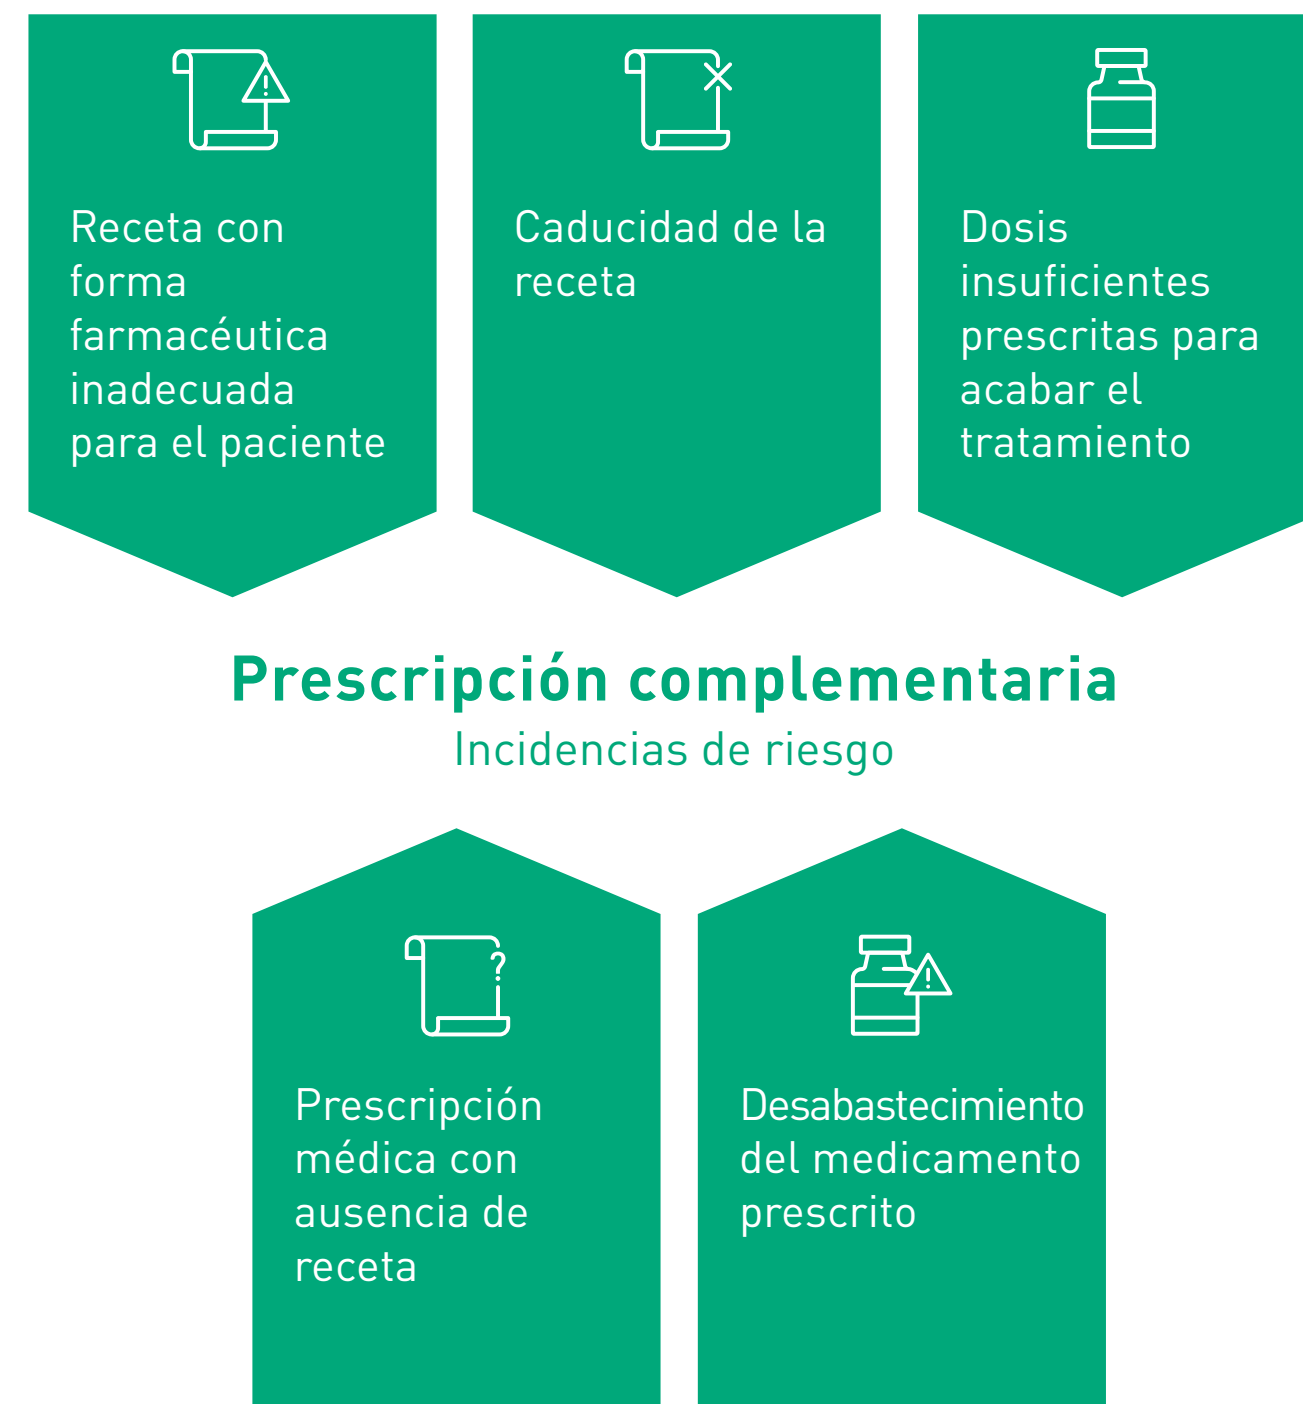 Receta con
forma
farmacéutica
inadecuada
para el paciente
Caducidad de la
receta
Dosis
insuficientes
prescritas para
acabar el
tratamiento
Prescripción complementaria
Incidencias de riesgo
Prescripción
médica con
ausencia de
receta
Desabastecimiento
del medicamento
prescrito